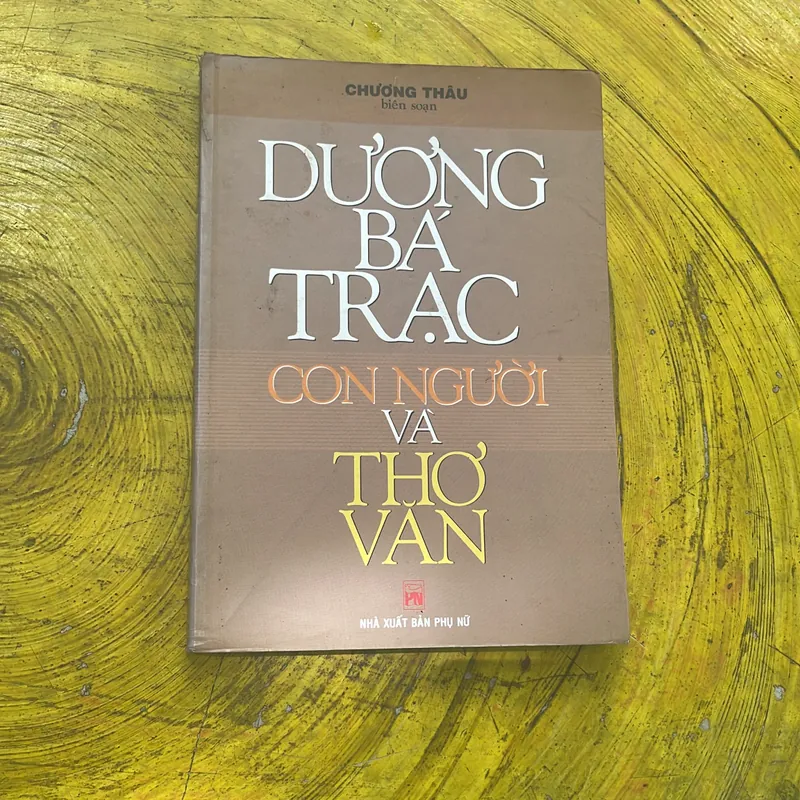 CHƯƠNG THÂU
biên soạn
DƯƠNG
BÁ
TRẠC
CON NGƯỜI
VÀ
THƠ
VĂN
PN
NHÀ XUẤT BẢN PHỤ NỮ